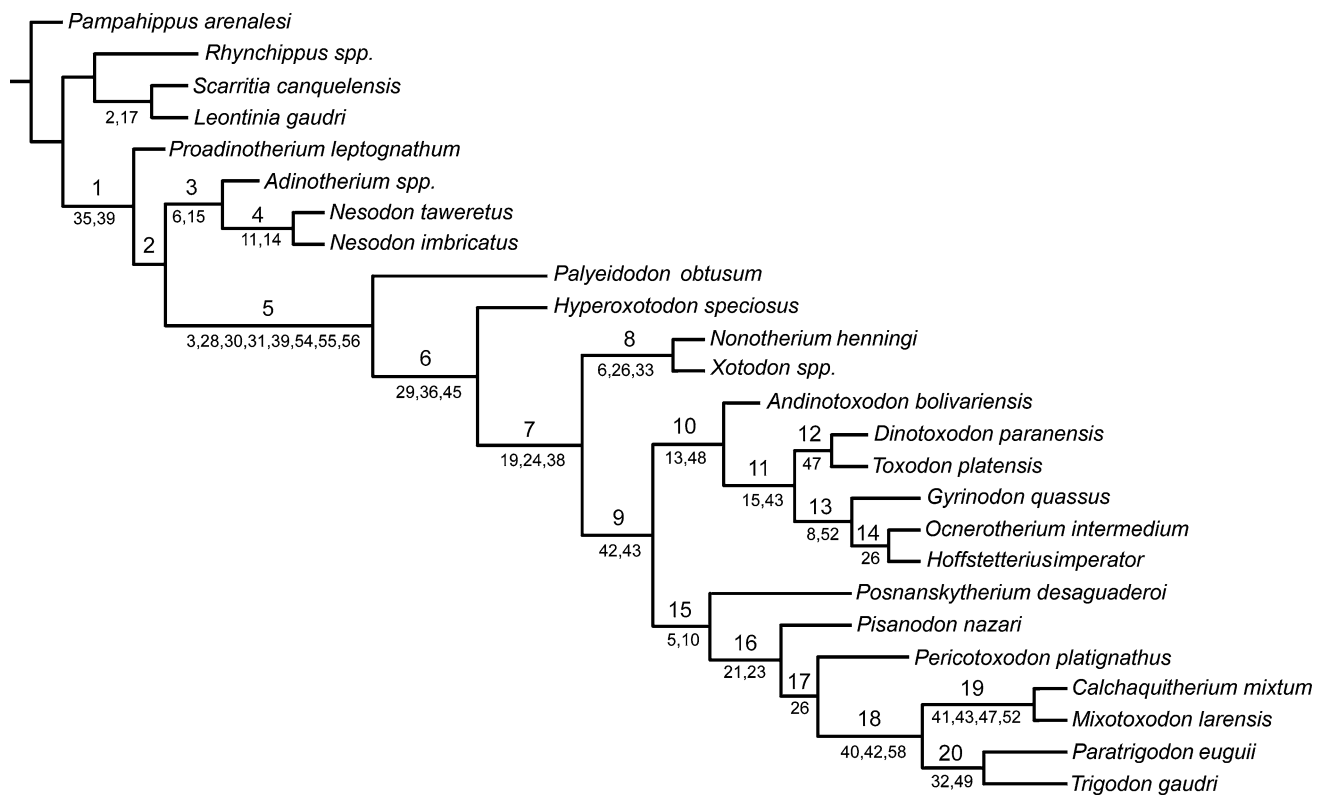 Pampahippus arenalesi
Rhynchippus spp.
Scarritia canquelensis
2,17
Leontinia gaudri
Proadinotherium leptognathum
1
35,39
3
Adinotherium spp.
6,15
4
Nesodon taweretus
11,14
2
Nesodon imbricatus
Palyeidodon obtusum
5
Hyperoxotodon speciosus
3,28,30,31,39,54,55,56
8
Nonotherium henningi
6
6,26,33
Xotodon spp.
29,36,45
Andinotoxodon bolivariensis
7
10
12
Dinotoxodon paranensis
19,24,38
13,48
11
47
Toxodon platensis
15,43
13
Gyrinodon quassus
9
8,52
14
Ocnerotherium intermedium
42,43
26
Hoffstetteriusimperator
15
Posnanskytherium desaguaderoi
5,10
16
Pisanodon nazari
21,23
17
Pericotoxodon platignathus
26
19
Calchaquitherium mixtum
18
41,43,47,52
Mixotoxodon larensis
40,42,58
20
Paratrigodon euguii
32,49
Trigodon gaudri